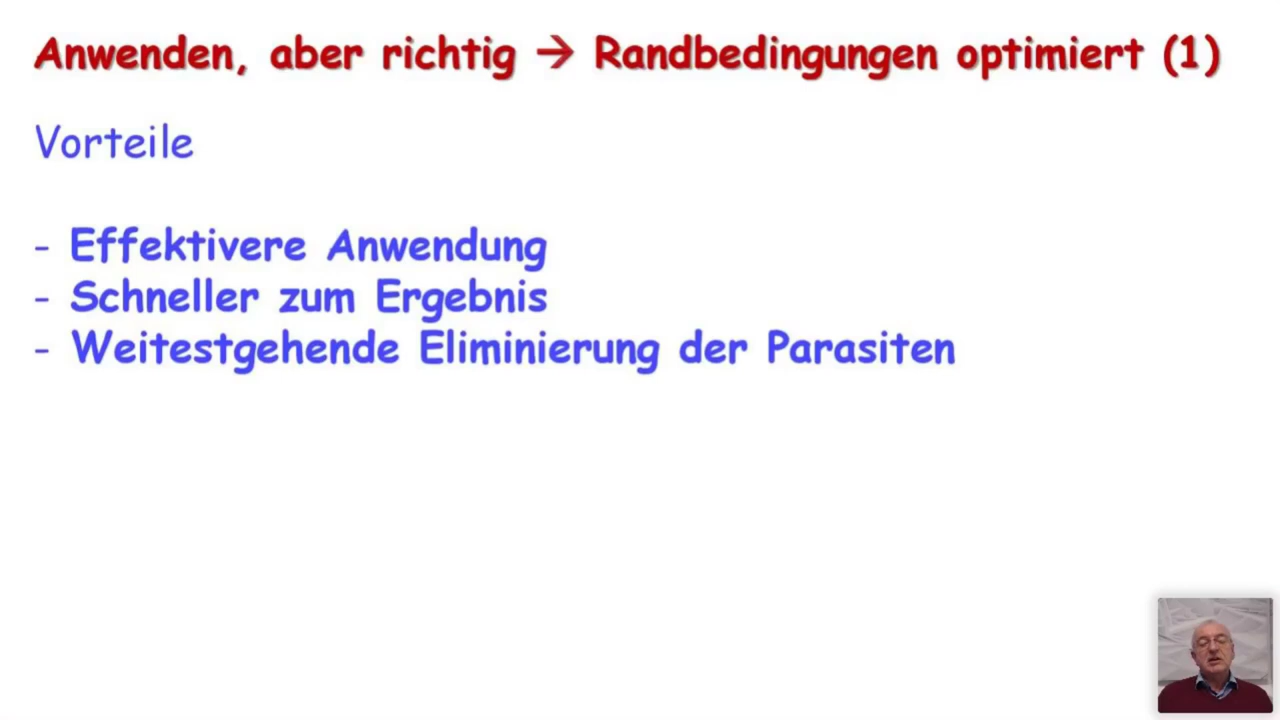 Anwenden, aber richtig → Randbedingungen optimiert (1)
Vorteile
- Effektivere Anwendung
- Schneller zum Ergebnis
- Weitestgehende Eliminierung der Parasiten